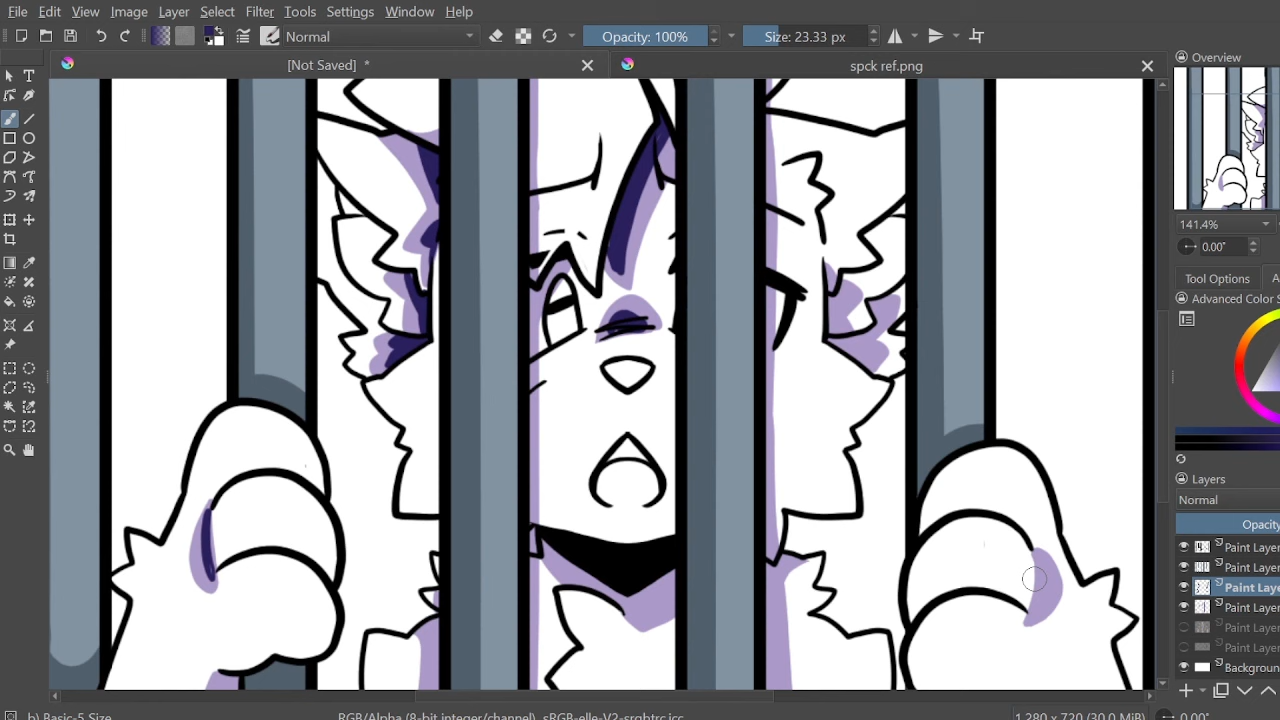 File Edit View Image Layer Select Filter Tools Settings Window Help
Normal Opacity: 100% Size: 23.33 px
[Not Saved] * spck ref.png
Overview
141.4%
0.00°
Tool Options A
Advanced Color
Layers
Normal
Opacity
Paint Layer
Paint Layer
Paint Laye
Paint Layer
Paint Layer
Paint Layer
Background
b) Basic-5 Size RGB/Alpha (8-bit integer/channel) sRGB-elle-V2-srgbtrc.icc 1,280 x 720 (30.0 MiB) 0.00°